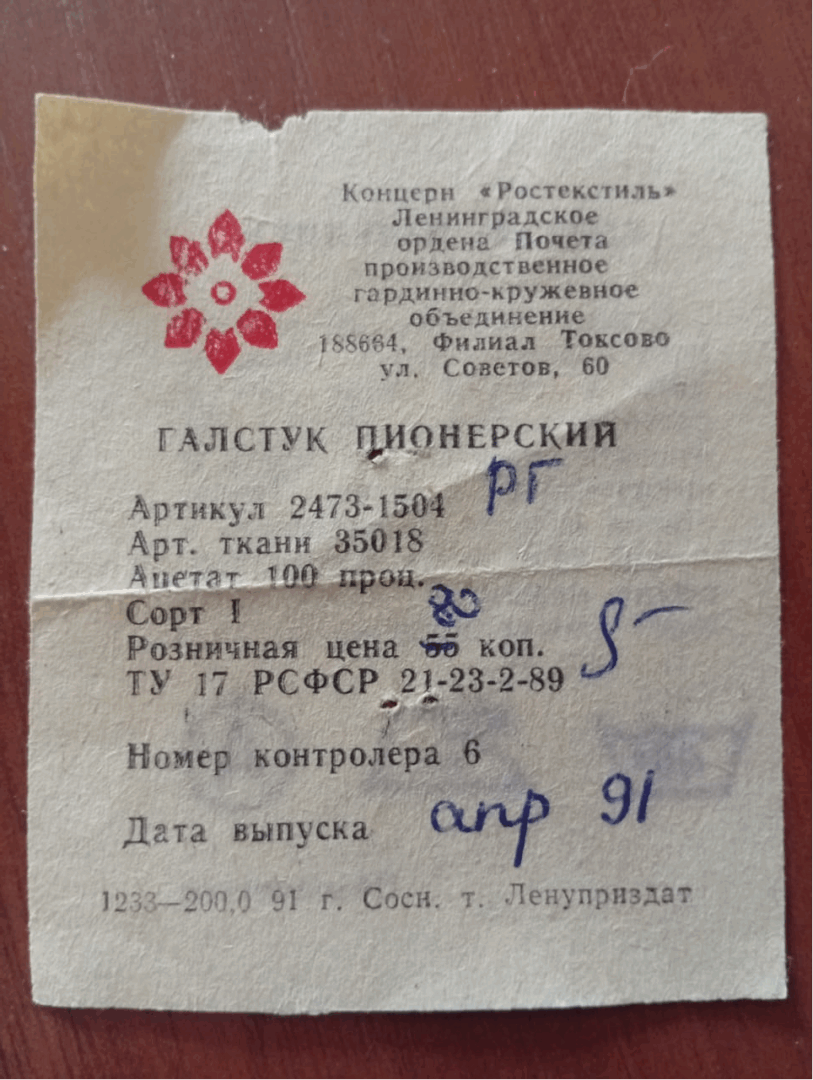 Концерн «Ростекстиль»
Ленинградское
ордена Почета
производственное
гардинно-кружевное
объединение
188664, Филиал Токсово
ул. Советов, 60
ГАЛСТУК ПИОНЕРСКИЙ
рг
Артикул 2473-1504
Арт. ткани 35018
Ацетат 100 проц.
Сорт I 80
Розничная цена 55 коп.
ТУ 17 РСФСР 21-23-2-89
Номер контролера 6
Дата выпуска апр 91
1233—200,0 91 г. Сосн. т. Ленуприздат